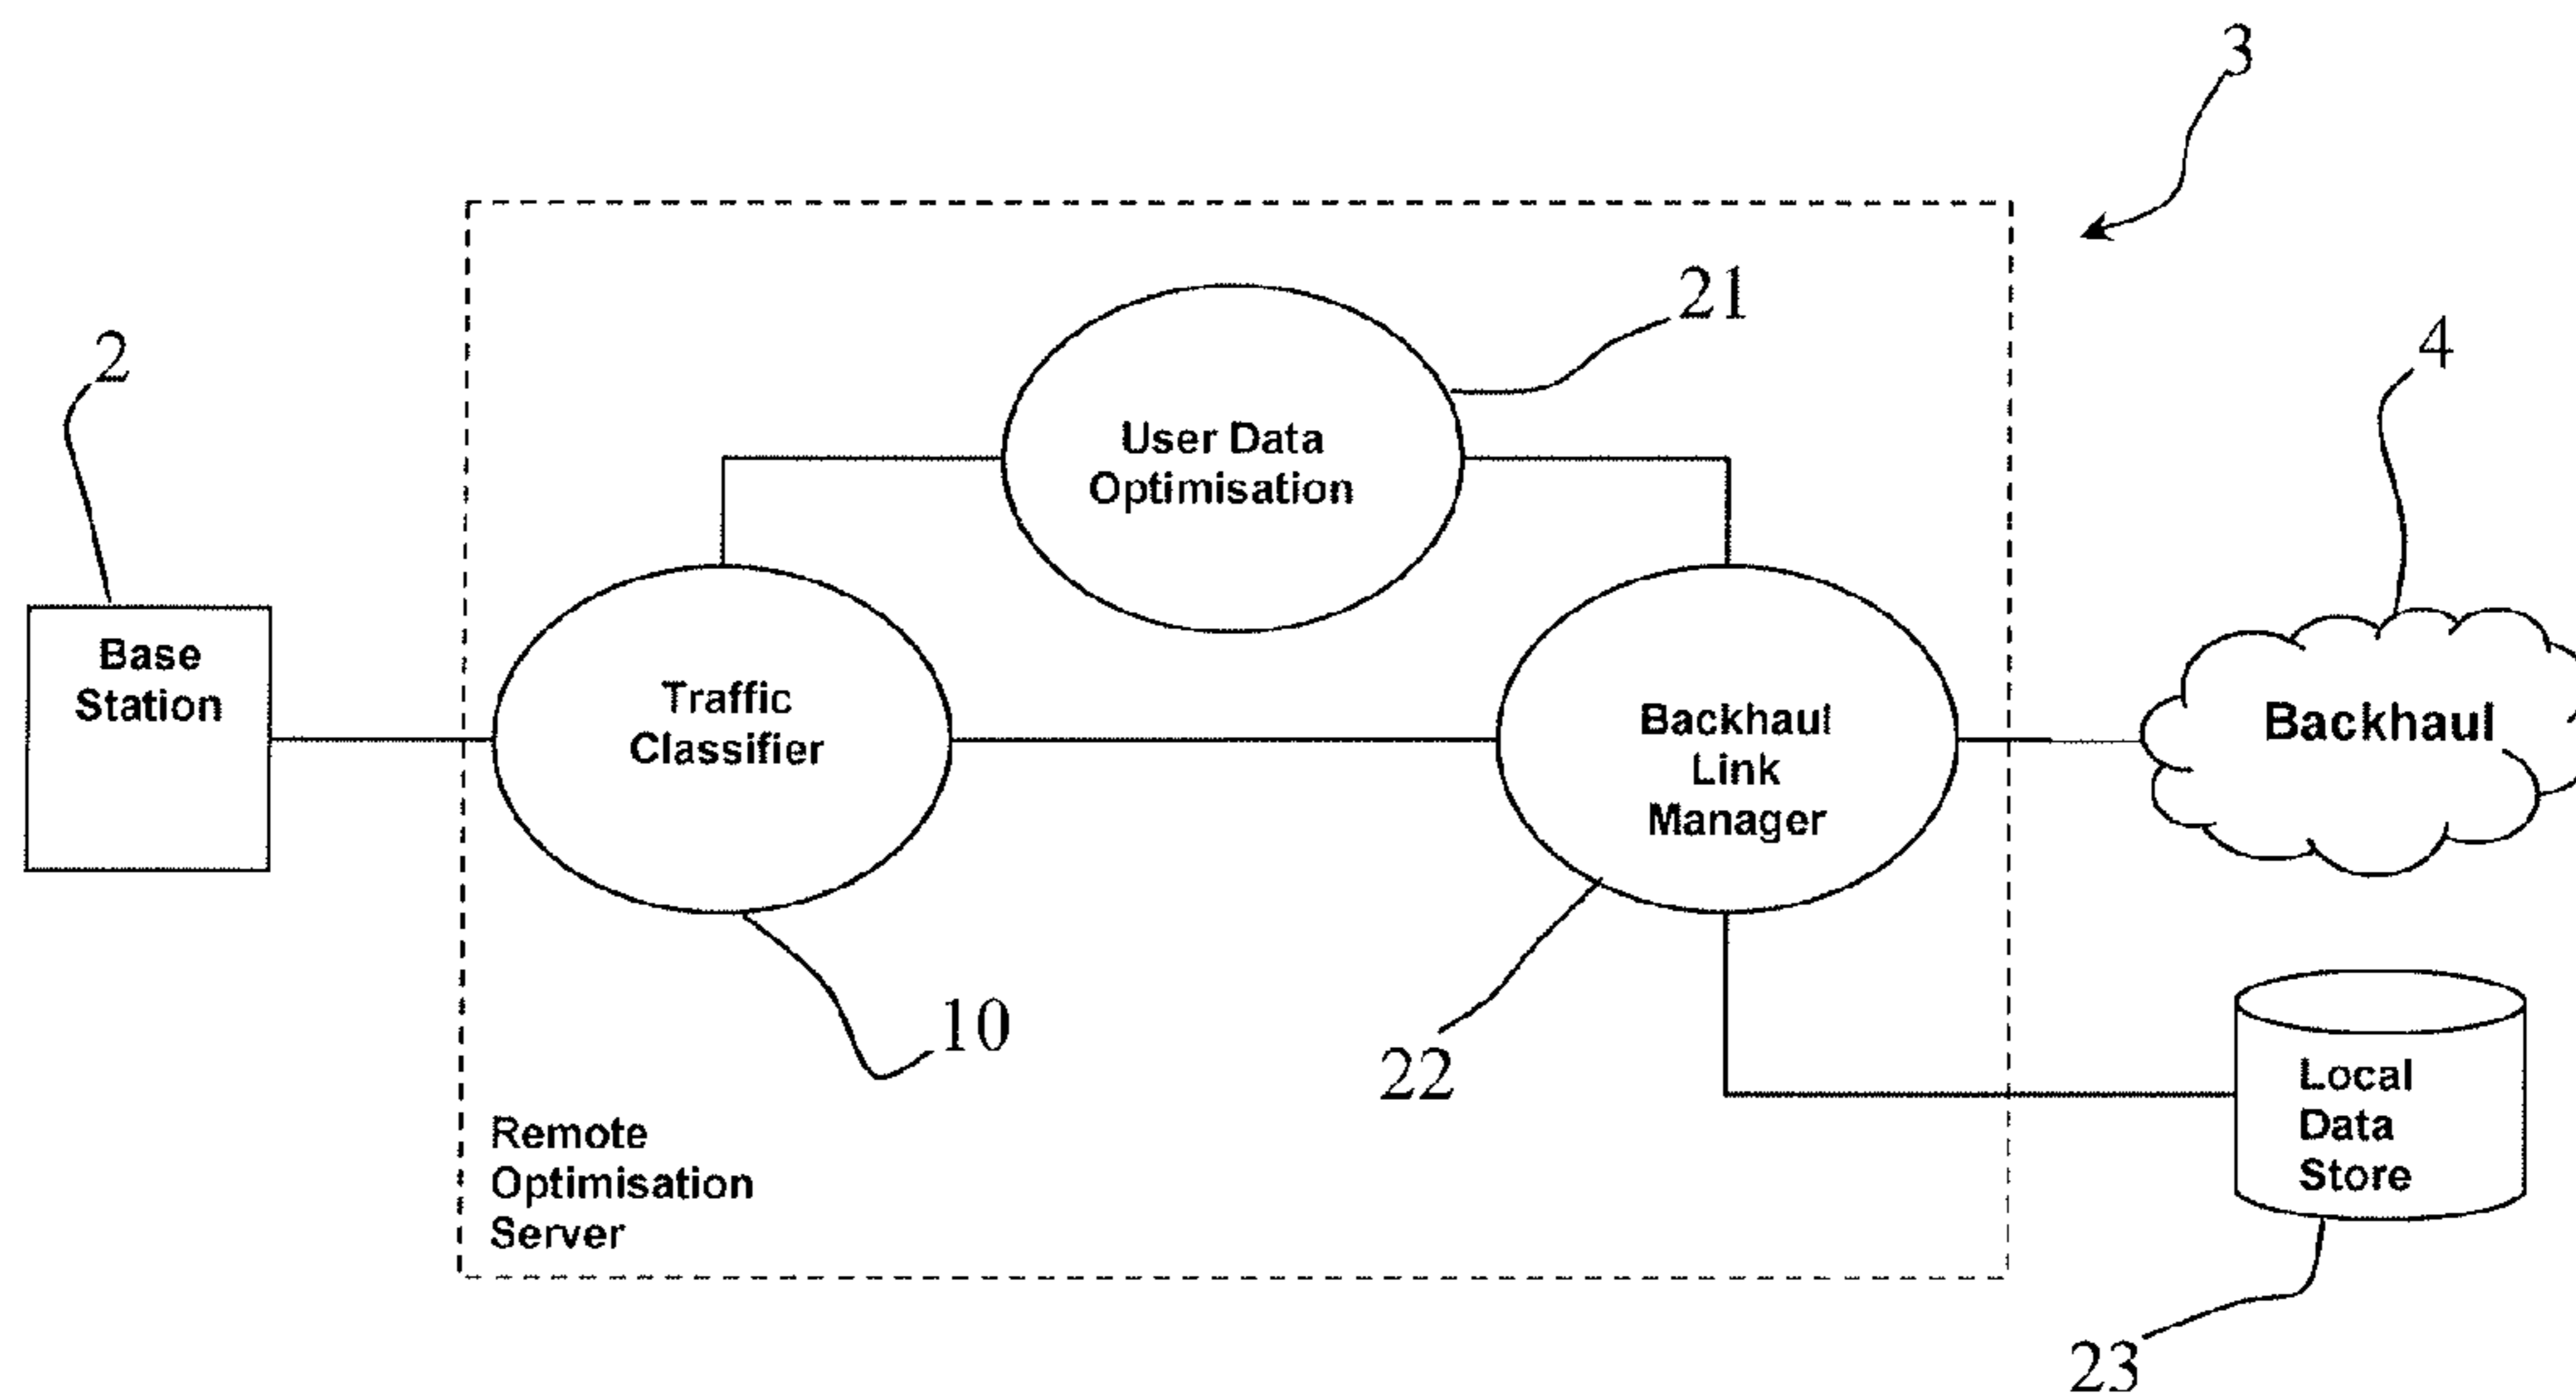 3
21
2
4
User Data
Optimisation
Base
Station
Traffic
Classifier
Backhaul
Link
Manager
Backhaul
10
22
Local
Data
Store
Remote
Optimisation
Server
23